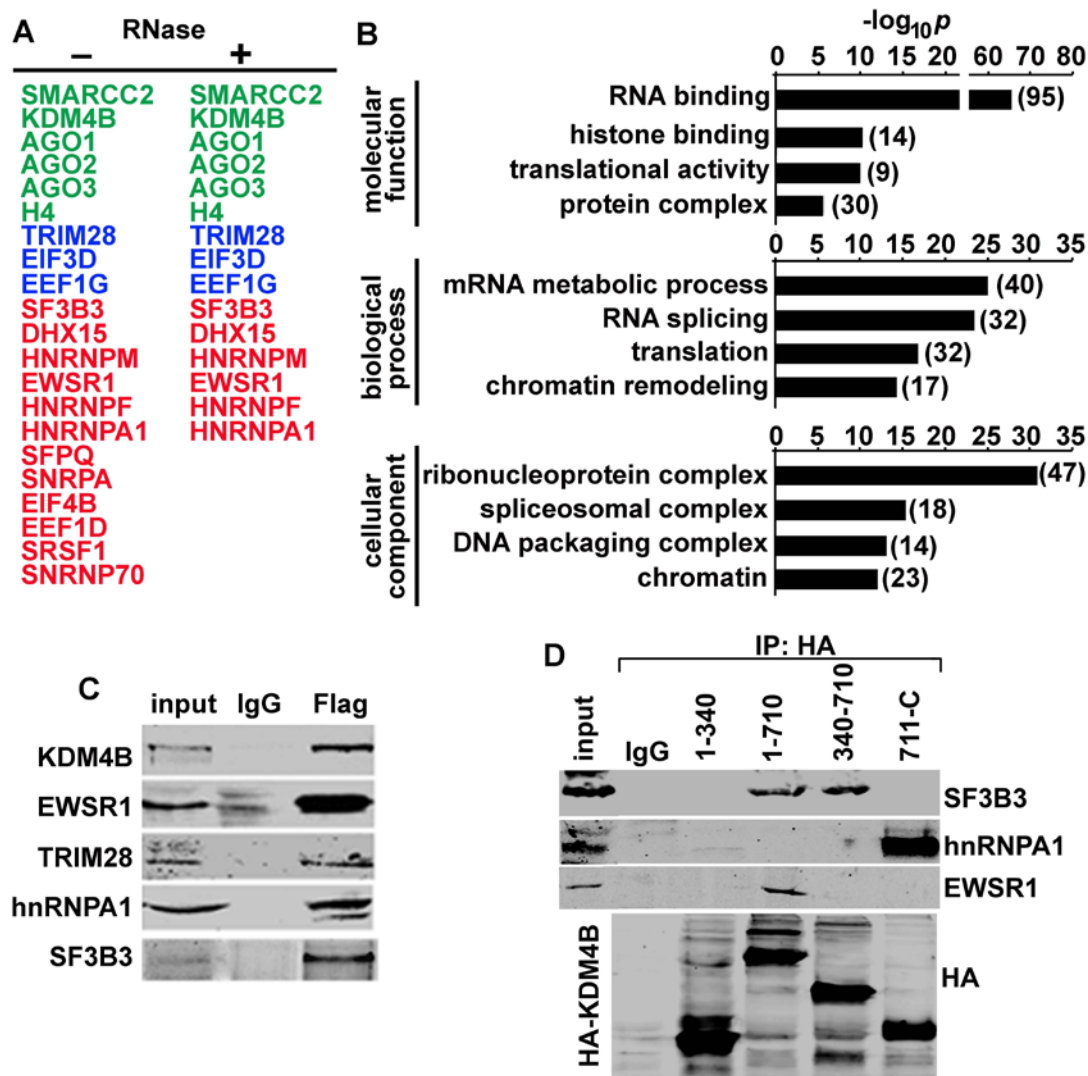 A
RNase
− +
SMARCC2 SMARCC2
KDM4B KDM4B
AGO1 AGO1
AGO2 AGO2
AGO3 AGO3
H4 H4
TRIM28 TRIM28
EIF3D EIF3D
EEF1G EEF1G
SF3B3 SF3B3
DHX15 DHX15
HNRNPM HNRNPM
EWSR1 EWSR1
HNRNPF HNRNPF
HNRNPA1 HNRNPA1
SFPQ
SNRPA
EIF4B
EEF1D
SRSF1
SNRNP70
B
-log10p
0 5 10 15 20 60 70 80
molecular function
RNA binding (95)
histone binding (14)
translational activity (9)
protein complex (30)
0 5 10 15 20 25 30 35
biological process
mRNA metabolic process (40)
RNA splicing (32)
translation (32)
chromatin remodeling (17)
0 5 10 15 20 25 30 35
cellular component
ribonucleoprotein complex (47)
spliceosomal complex (18)
DNA packaging complex (14)
chromatin (23)
C
input IgG Flag
KDM4B
EWSR1
TRIM28
hnRNPA1
SF3B3
D
IP: HA
input IgG 1-340 1-710 340-710 711-C
SF3B3
hnRNPA1
EWSR1
HA-KDM4B
HA